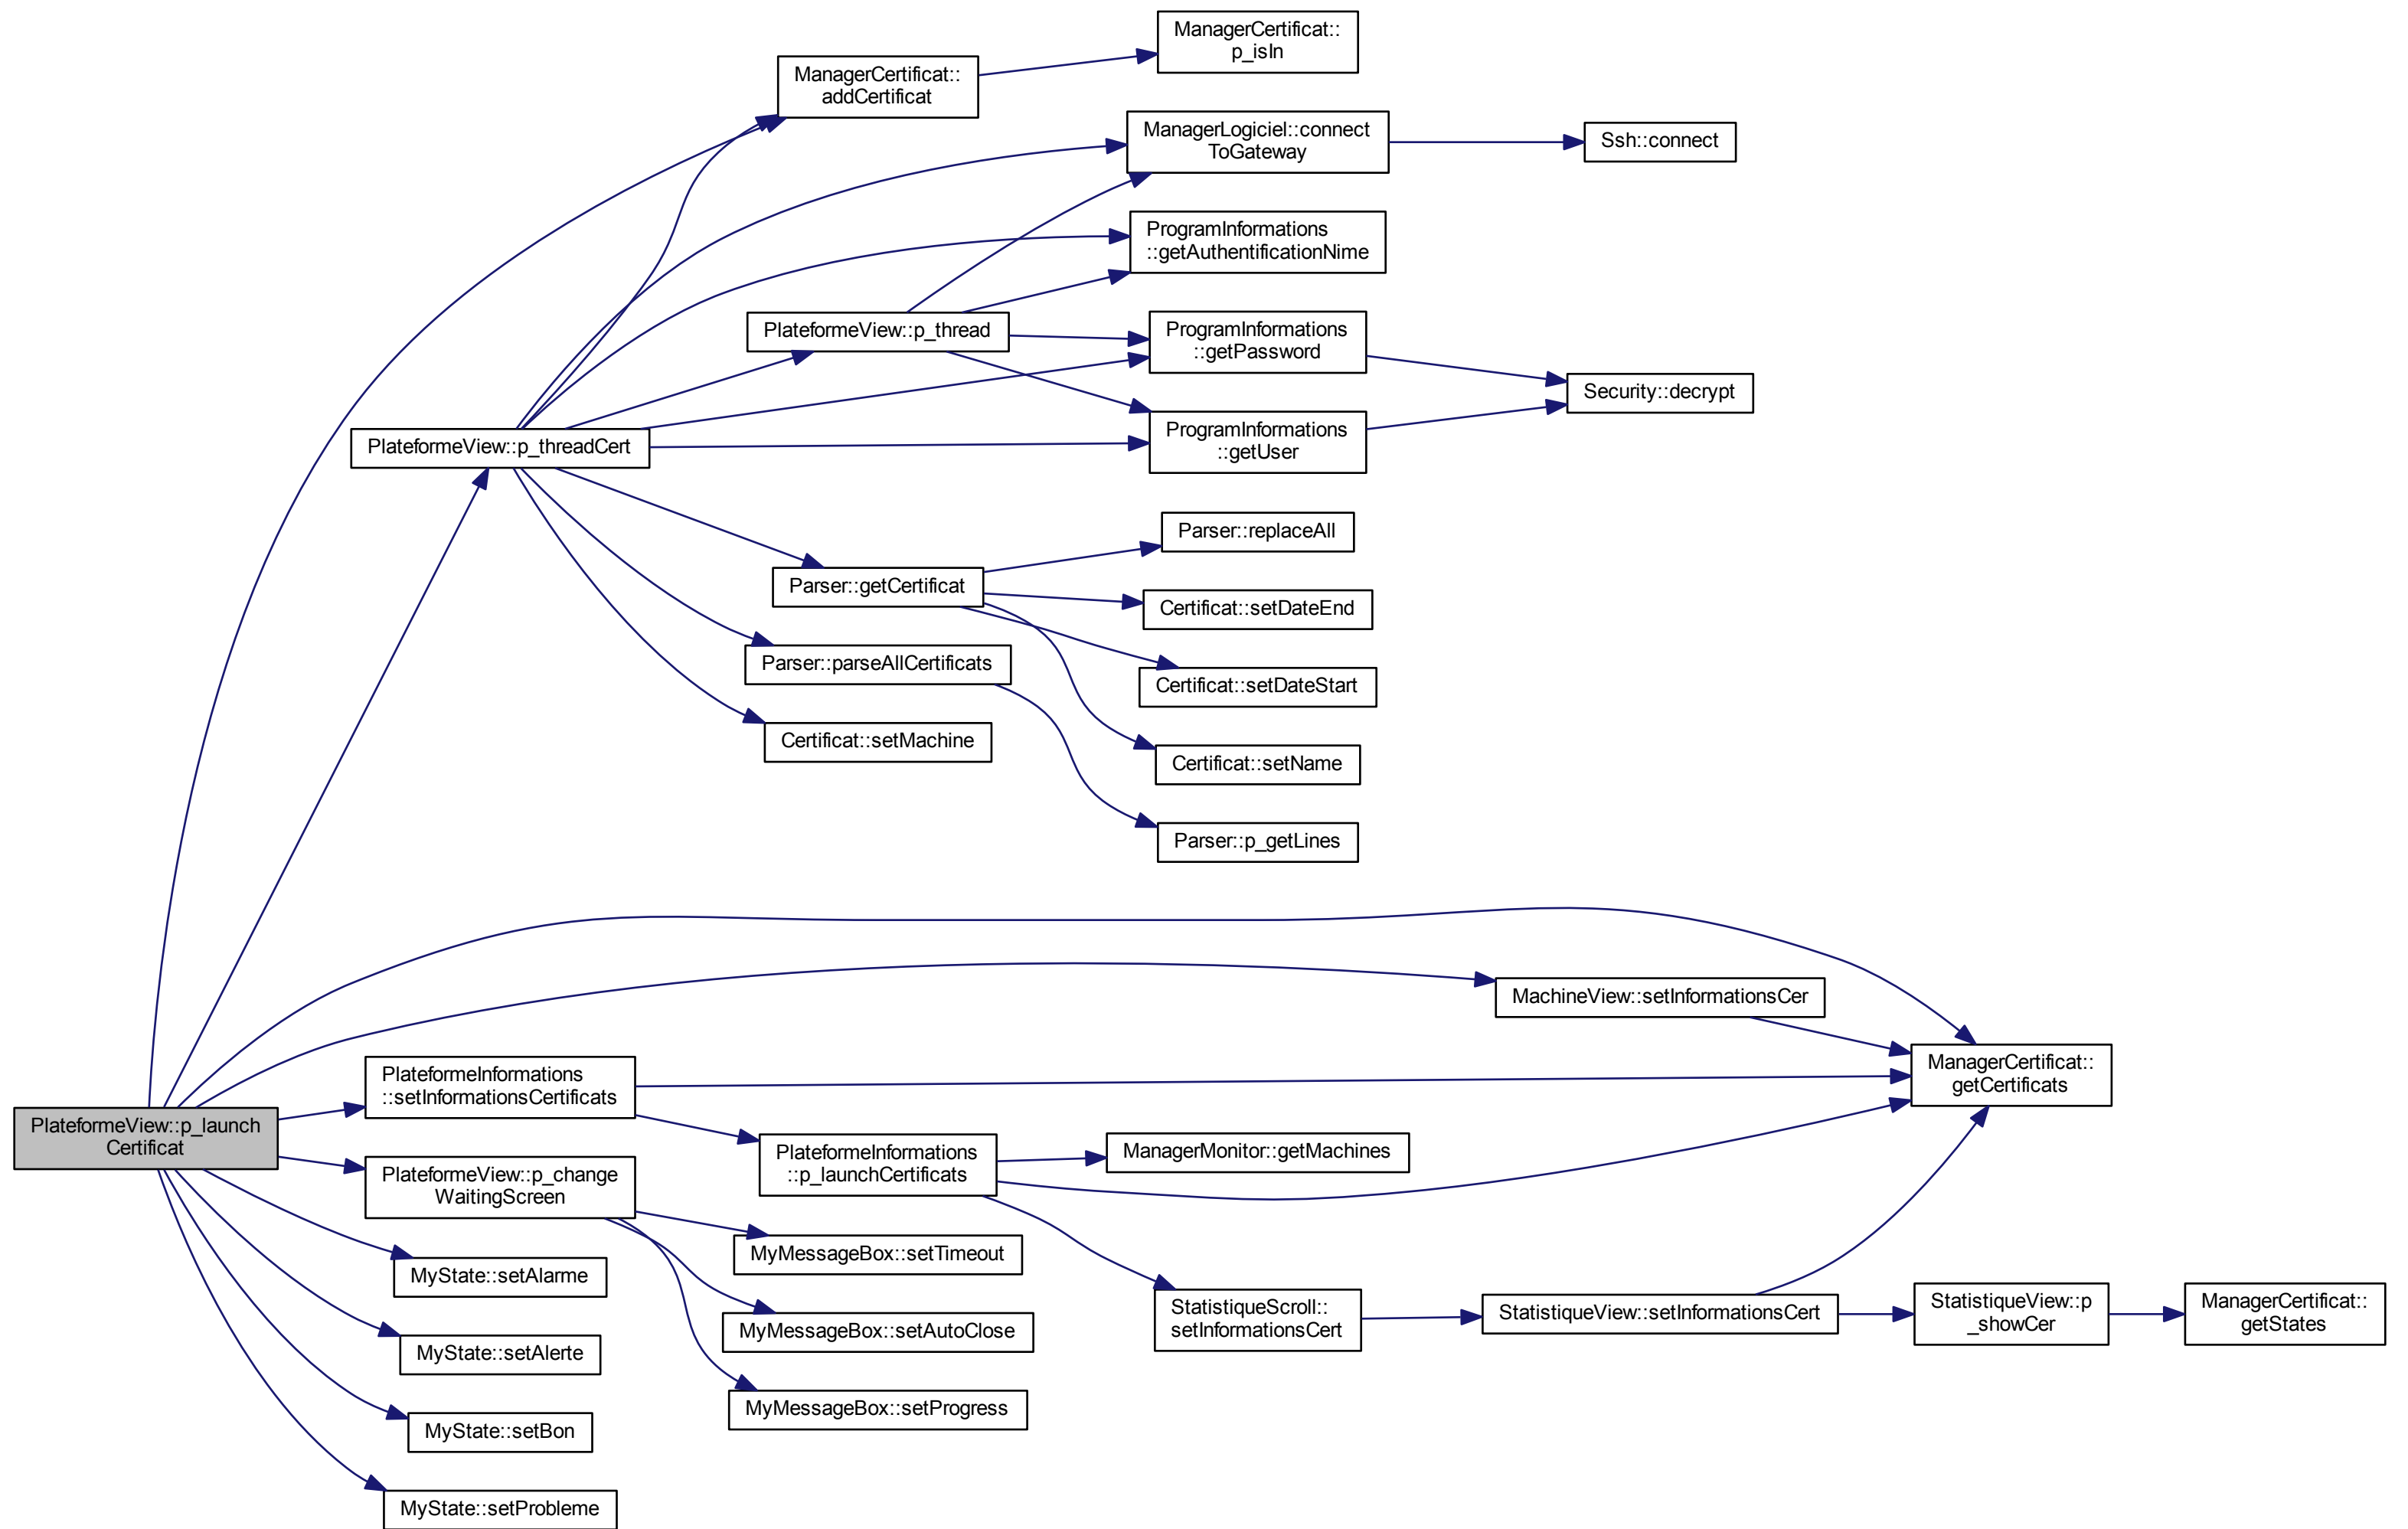 ManagerCertificat::
p_isIn
ManagerCertificat::
addCertificat
ManagerLogiciel::connect
ToGateway
Ssh::connect
ProgramInformations
::getAuthentificationNime
PlateformeView::p_thread
ProgramInformations
::getPassword
Security::decrypt
PlateformeView::p_threadCert
ProgramInformations
::getUser
Parser::replaceAll
Parser::getCertificat
Certificat::setDateEnd
Parser::parseAllCertificats
Certificat::setDateStart
Certificat::setMachine
Certificat::setName
Parser::p_getLines
MachineView::setInformationsCer
ManagerCertificat::
getCertificats
PlateformeInformations
::setInformationsCertificats
PlateformeView::p_launch
Certificat
PlateformeInformations
::p_launchCertificats
ManagerMonitor::getMachines
PlateformeView::p_change
WaitingScreen
MyMessageBox::setTimeout
MyState::setAlarme
MyMessageBox::setAutoClose
StatistiqueScroll::
setInformationsCert
StatistiqueView::setInformationsCert
StatistiqueView::p
_showCer
ManagerCertificat::
getStates
MyState::setAlerte
MyMessageBox::setProgress
MyState::setBon
MyState::setProbleme